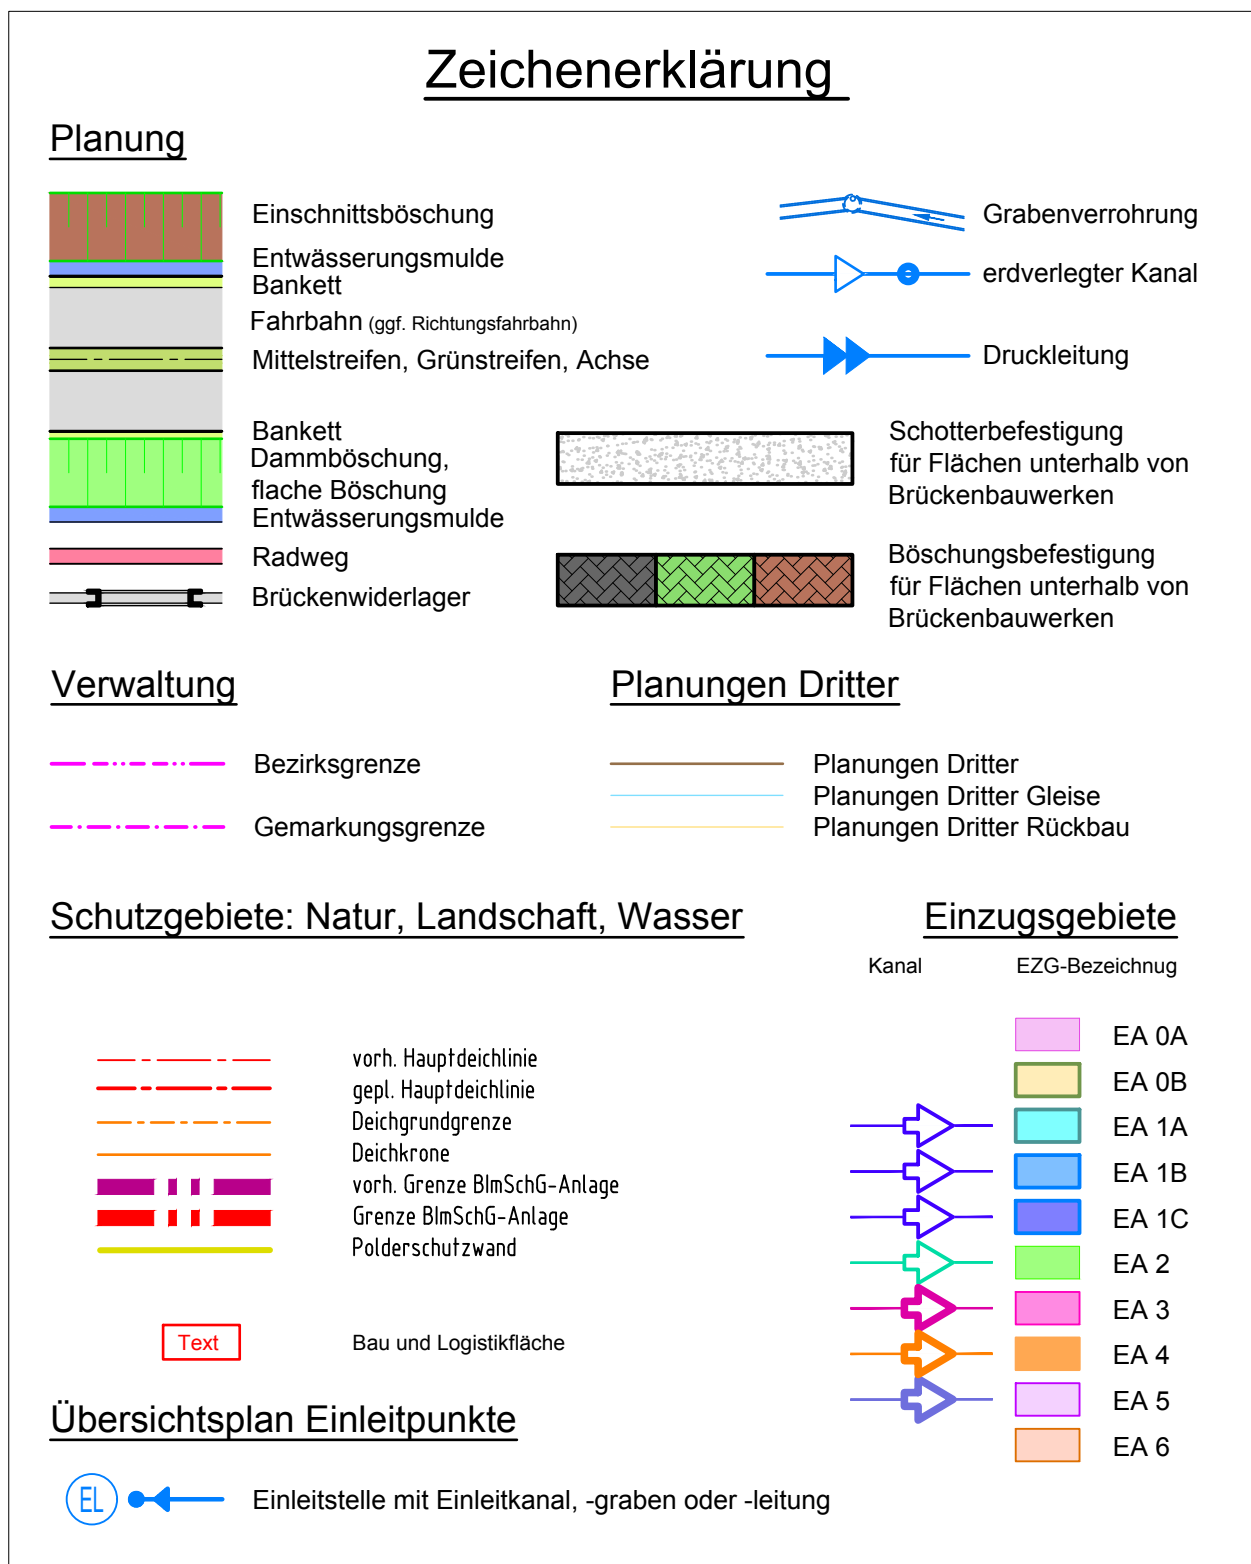 Zeichenerklärung
Planung
Einschnittsböschung
Entwässerungsmulde
Bankett
Fahrbahn (ggf. Richtungsfahrbahn)
Mittelstreifen, Grünstreifen, Achse
Bankett
Dammböschung,
flache Böschung
Entwässerungsmulde
Radweg
Brückenwiderlager
Grabenverrohrung
erdverlegter Kanal
Druckleitung
Schotterbefestigung
für Flächen unterhalb von
Brückenbauwerken
Böschungsbefestigung
für Flächen unterhalb von
Brückenbauwerken
Verwaltung
Bezirksgrenze
Gemarkungsgrenze
Planungen Dritter
Planungen Dritter
Planungen Dritter Gleise
Planungen Dritter Rückbau
Schutzgebiete: Natur, Landschaft, Wasser
vorh. Hauptdeichlinie
gepl. Hauptdeichlinie
Deichgrundgrenze
Deichkrone
vorh. Grenze BImSchG-Anlage
Grenze BImSchG-Anlage
Polderschutzwand
Text
Bau und Logistikfläche
Einzugsgebiete
Kanal
EZG-Bezeichnug
EA 0A
EA 0B
EA 1A
EA 1B
EA 1C
EA 2
EA 3
EA 4
EA 5
EA 6
Übersichtsplan Einleitpunkte
EL
Einleitstelle mit Einleitkanal, -graben oder -leitung